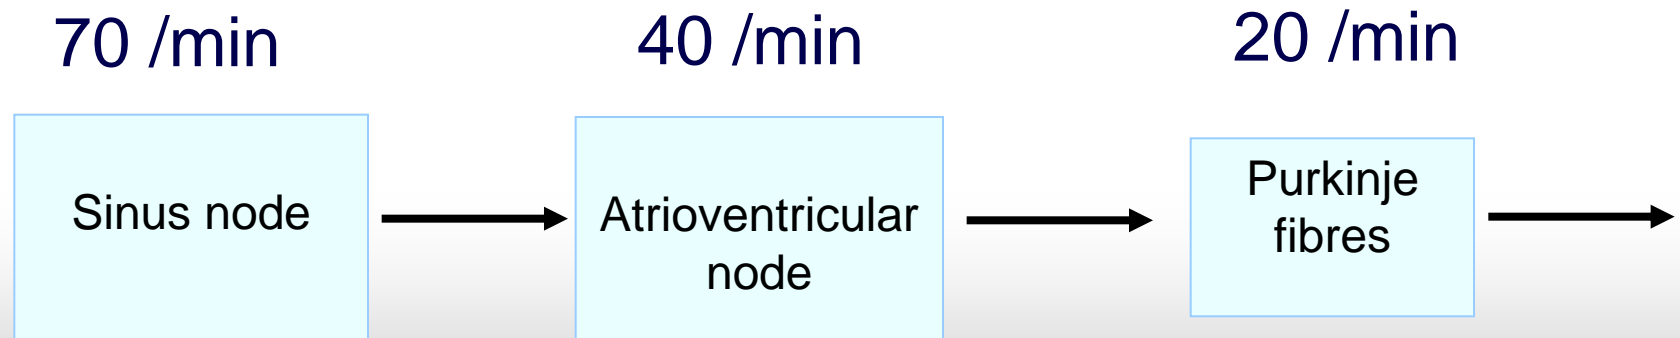 70 /min
40 /min
20 /min
Sinus node
Atrioventricular
node
Purkinje
fibres